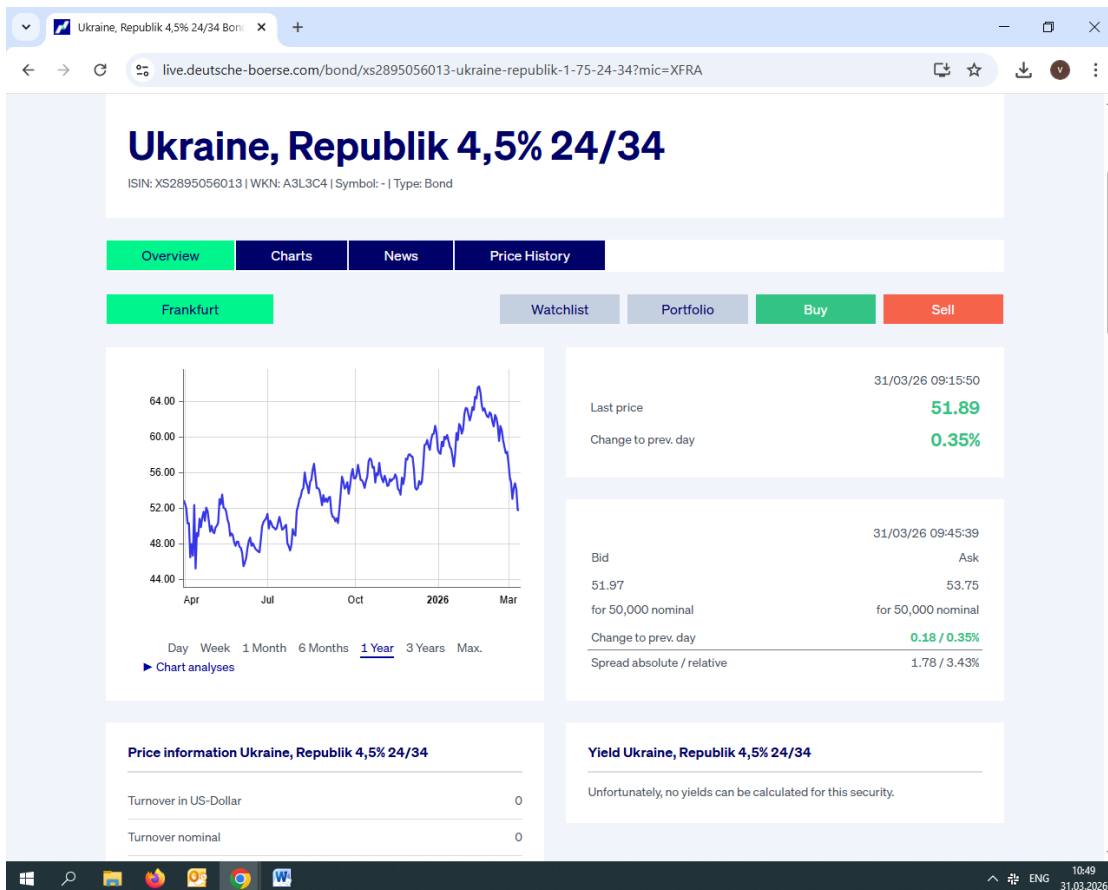 Ukraine, Republik 4,5% 24/34 Bon
live.deutsche-boerse.com/bond/xs2895056013-ukraine-republik-1-75-24-34?mic=XFRA
V
Ukraine, Republik 4,5% 24/34
ISIN: XS2895056013 | WKN: A3L3C4 | Symbol: - | Type: Bond
Overview Charts News Price History
Frankfurt Watchlist Portfolio Buy Sell
64.00
60.00
56.00
52.00
48.00
44.00
Apr Jul Oct 2026 Mar
Day Week 1 Month 6 Months 1 Year 3 Years Max.
Chart analyses
31/03/26 09:15:50
Last price 51.89
Change to prev. day 0.35%
31/03/26 09:45:39
Bid Ask
51.97 53.75
for 50,000 nominal for 50,000 nominal
Change to prev. day 0.18 / 0.35%
Spread absolute / relative 1.78 / 3.43%
Price information Ukraine, Republik 4,5% 24/34
Turnover in US-Dollar 0
Turnover nominal 0
Yield Ukraine, Republik 4,5% 24/34
Unfortunately, no yields can be calculated for this security.
ENG
10:49
31.03.2026